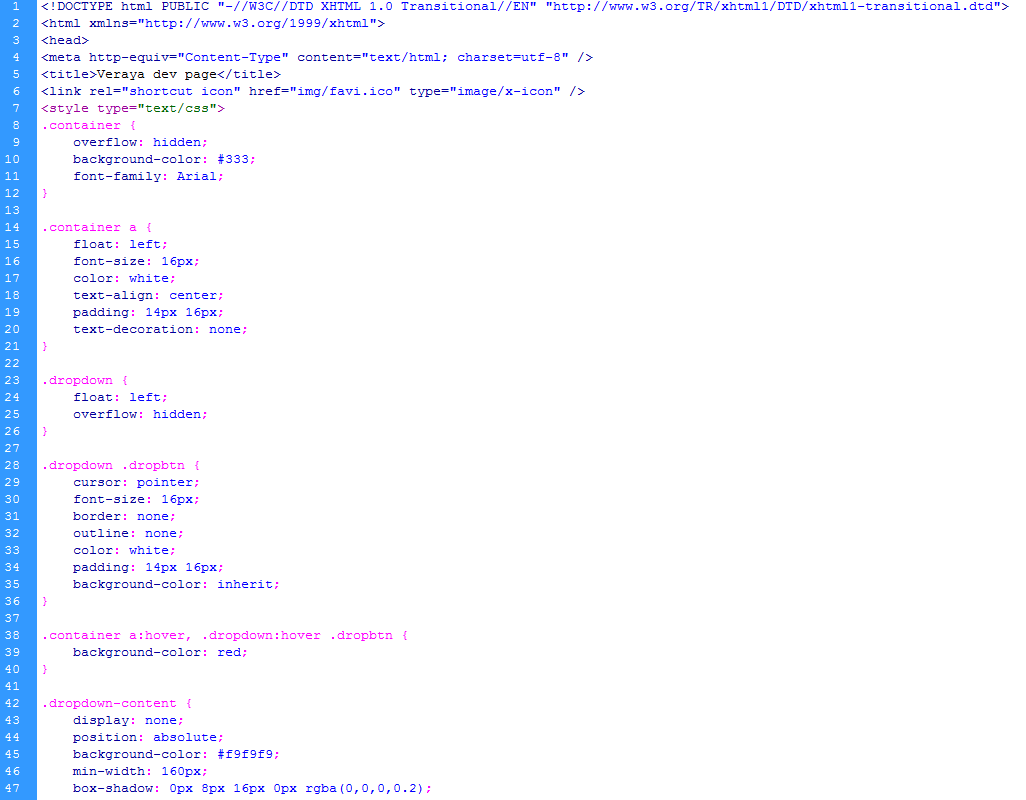 1 <!DOCTYPE html PUBLIC "-//W3C//DTD XHTML 1.0 Transitional//EN" "http://www.w3.org/TR/xhtml1/DTD/xhtml1-transitional.dtd">
2 <html xmlns="http://www.w3.org/1999/xhtml">
3 <head>
4 <meta http-equiv="Content-Type" content="text/html; charset=utf-8" />
5 <title>Veraya dev page</title>
6 <link rel="shortcut icon" href="img/favi.ico" type="image/x-icon" />
7 <style type="text/css">
8 .container {
9     overflow: hidden;
10     background-color: #333;
11     font-family: Arial;
12 }
13
14 .container a {
15     float: left;
16     font-size: 16px;
17     color: white;
18     text-align: center;
19     padding: 14px 16px;
20     text-decoration: none;
21 }
22
23 .dropdown {
24     float: left;
25     overflow: hidden;
26 }
27
28 .dropdown .dropbtn {
29     cursor: pointer;
30     font-size: 16px;
31     border: none;
32     outline: none;
33     color: white;
34     padding: 14px 16px;
35     background-color: inherit;
36 }
37
38 .container a:hover, .dropdown:hover .dropbtn {
39     background-color: red;
40 }
41
42 .dropdown-content {
43     display: none;
44     position: absolute;
45     background-color: #f9f9f9;
46     min-width: 160px;
47     box-shadow: 0px 8px 16px 0px rgba(0,0,0,0.2);